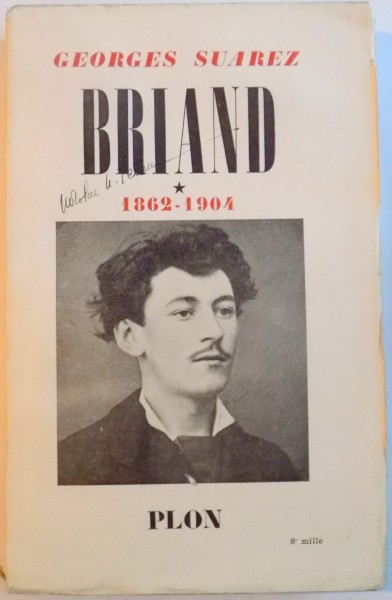 GEORGES SUAREZ
BRIAND
★
1862-1904
PLON
8e mille